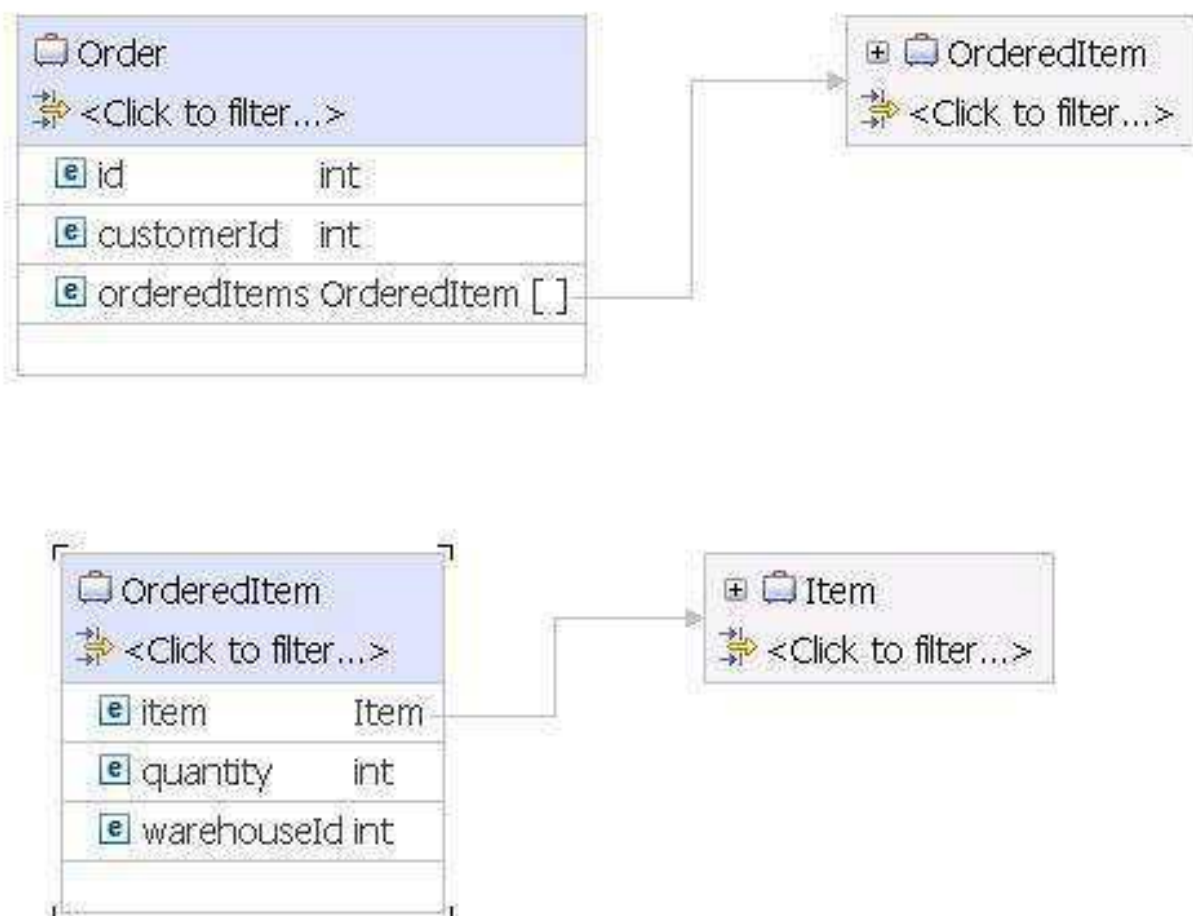 Order
<Click to filter...>
e id int
e customerId int
e orderedItems OrderedItem []
OrderedItem
<Click to filter...>
OrderedItem
<Click to filter...>
e item Item
e quantity int
e warehouseId int
Item
<Click to filter...>